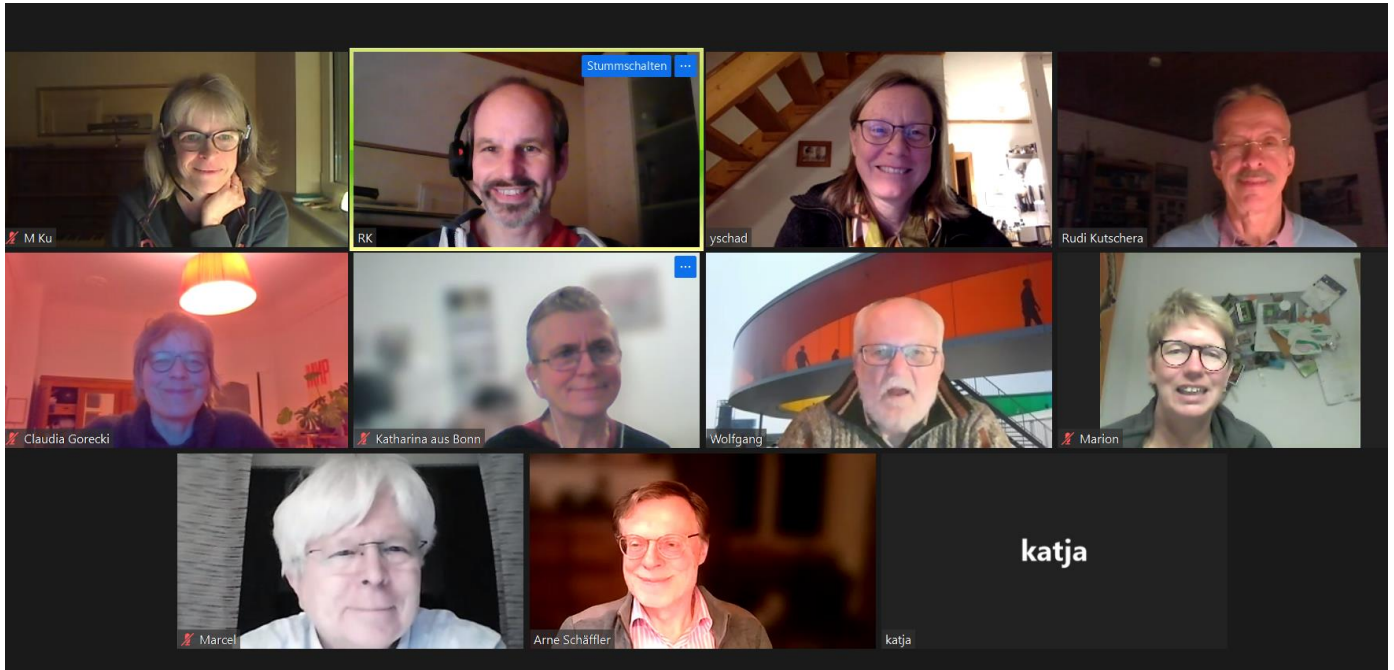 Stummschalten
...
M Ku
RK
yschad
Rudi Kutschera
...
Claudia Gorecki
Katharina aus Bonn
Wolfgang
Marion
Marcel
Arne Schäffler
katja
katja